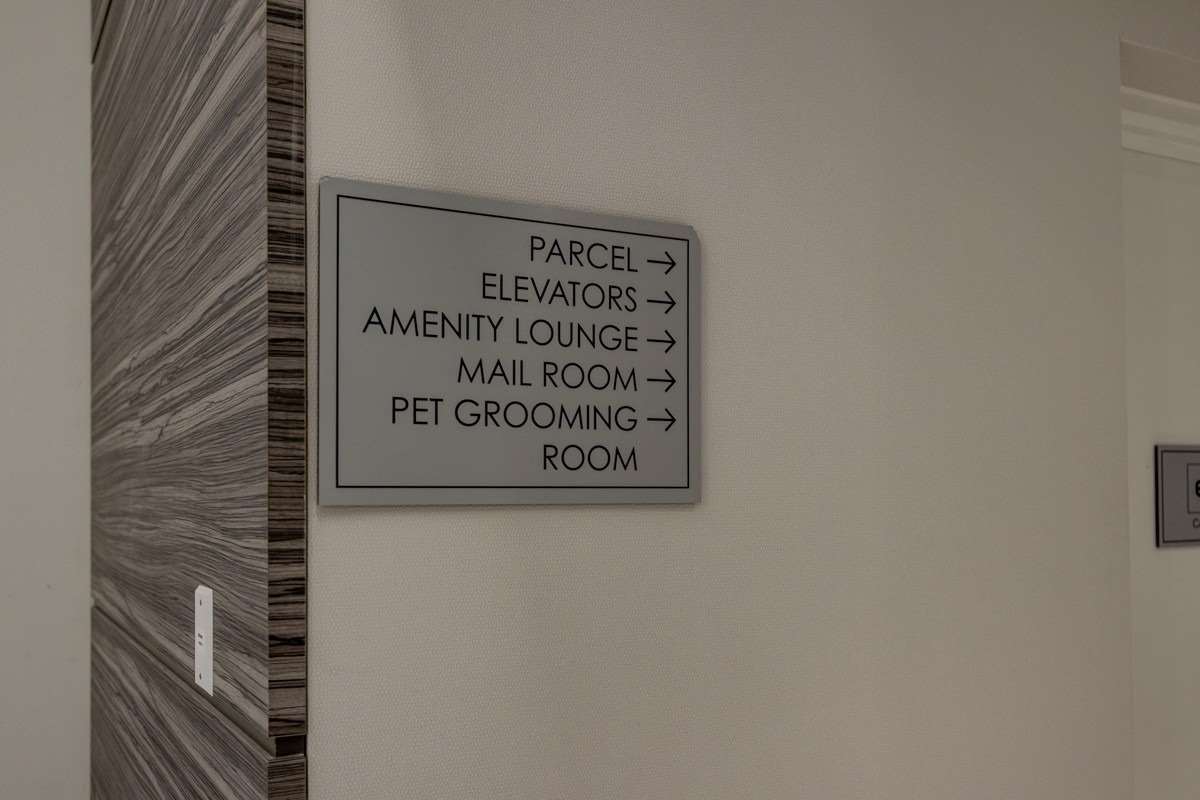 PARCEL →
ELEVATORS →
AMENITY LOUNGE →
MAIL ROOM →
PET GROOMING →
ROOM